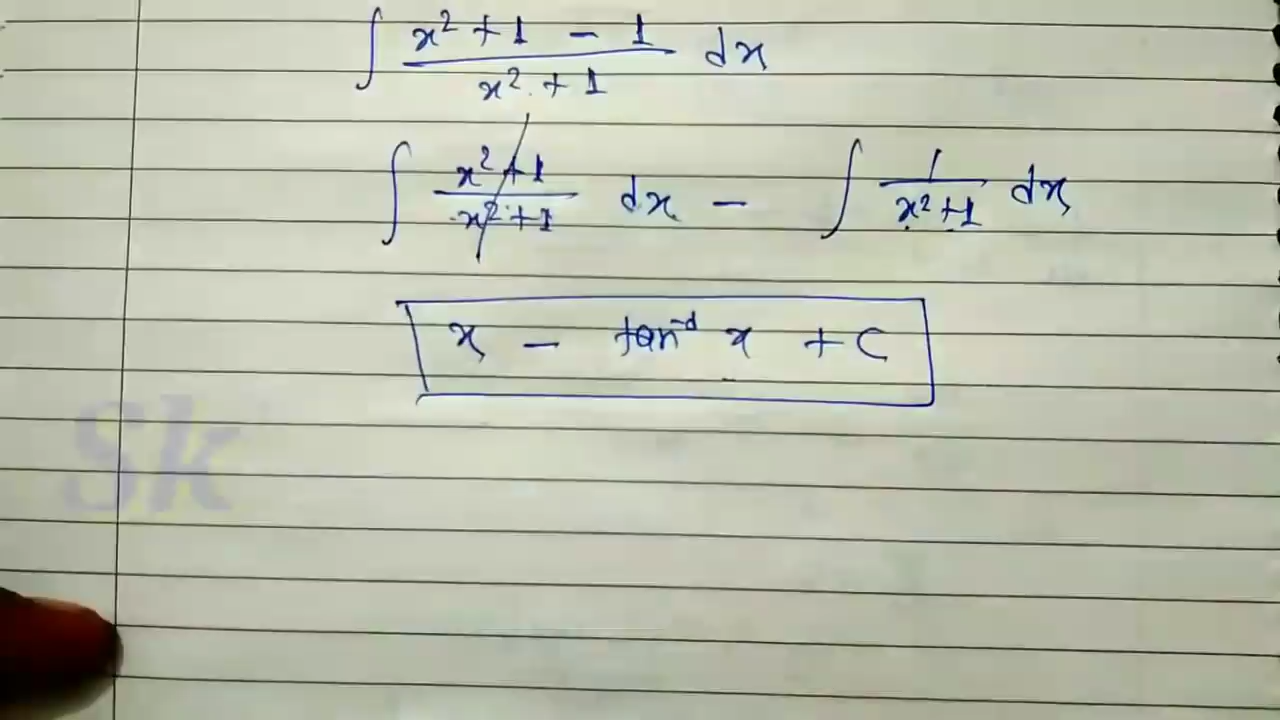 ∫ (x² + 1 - 1)/(x² + 1) dx
∫ (x² + 1)/(x² + 1) dx - ∫ 1/(x² + 1) dx
x - tan⁻¹ x + C
Sk